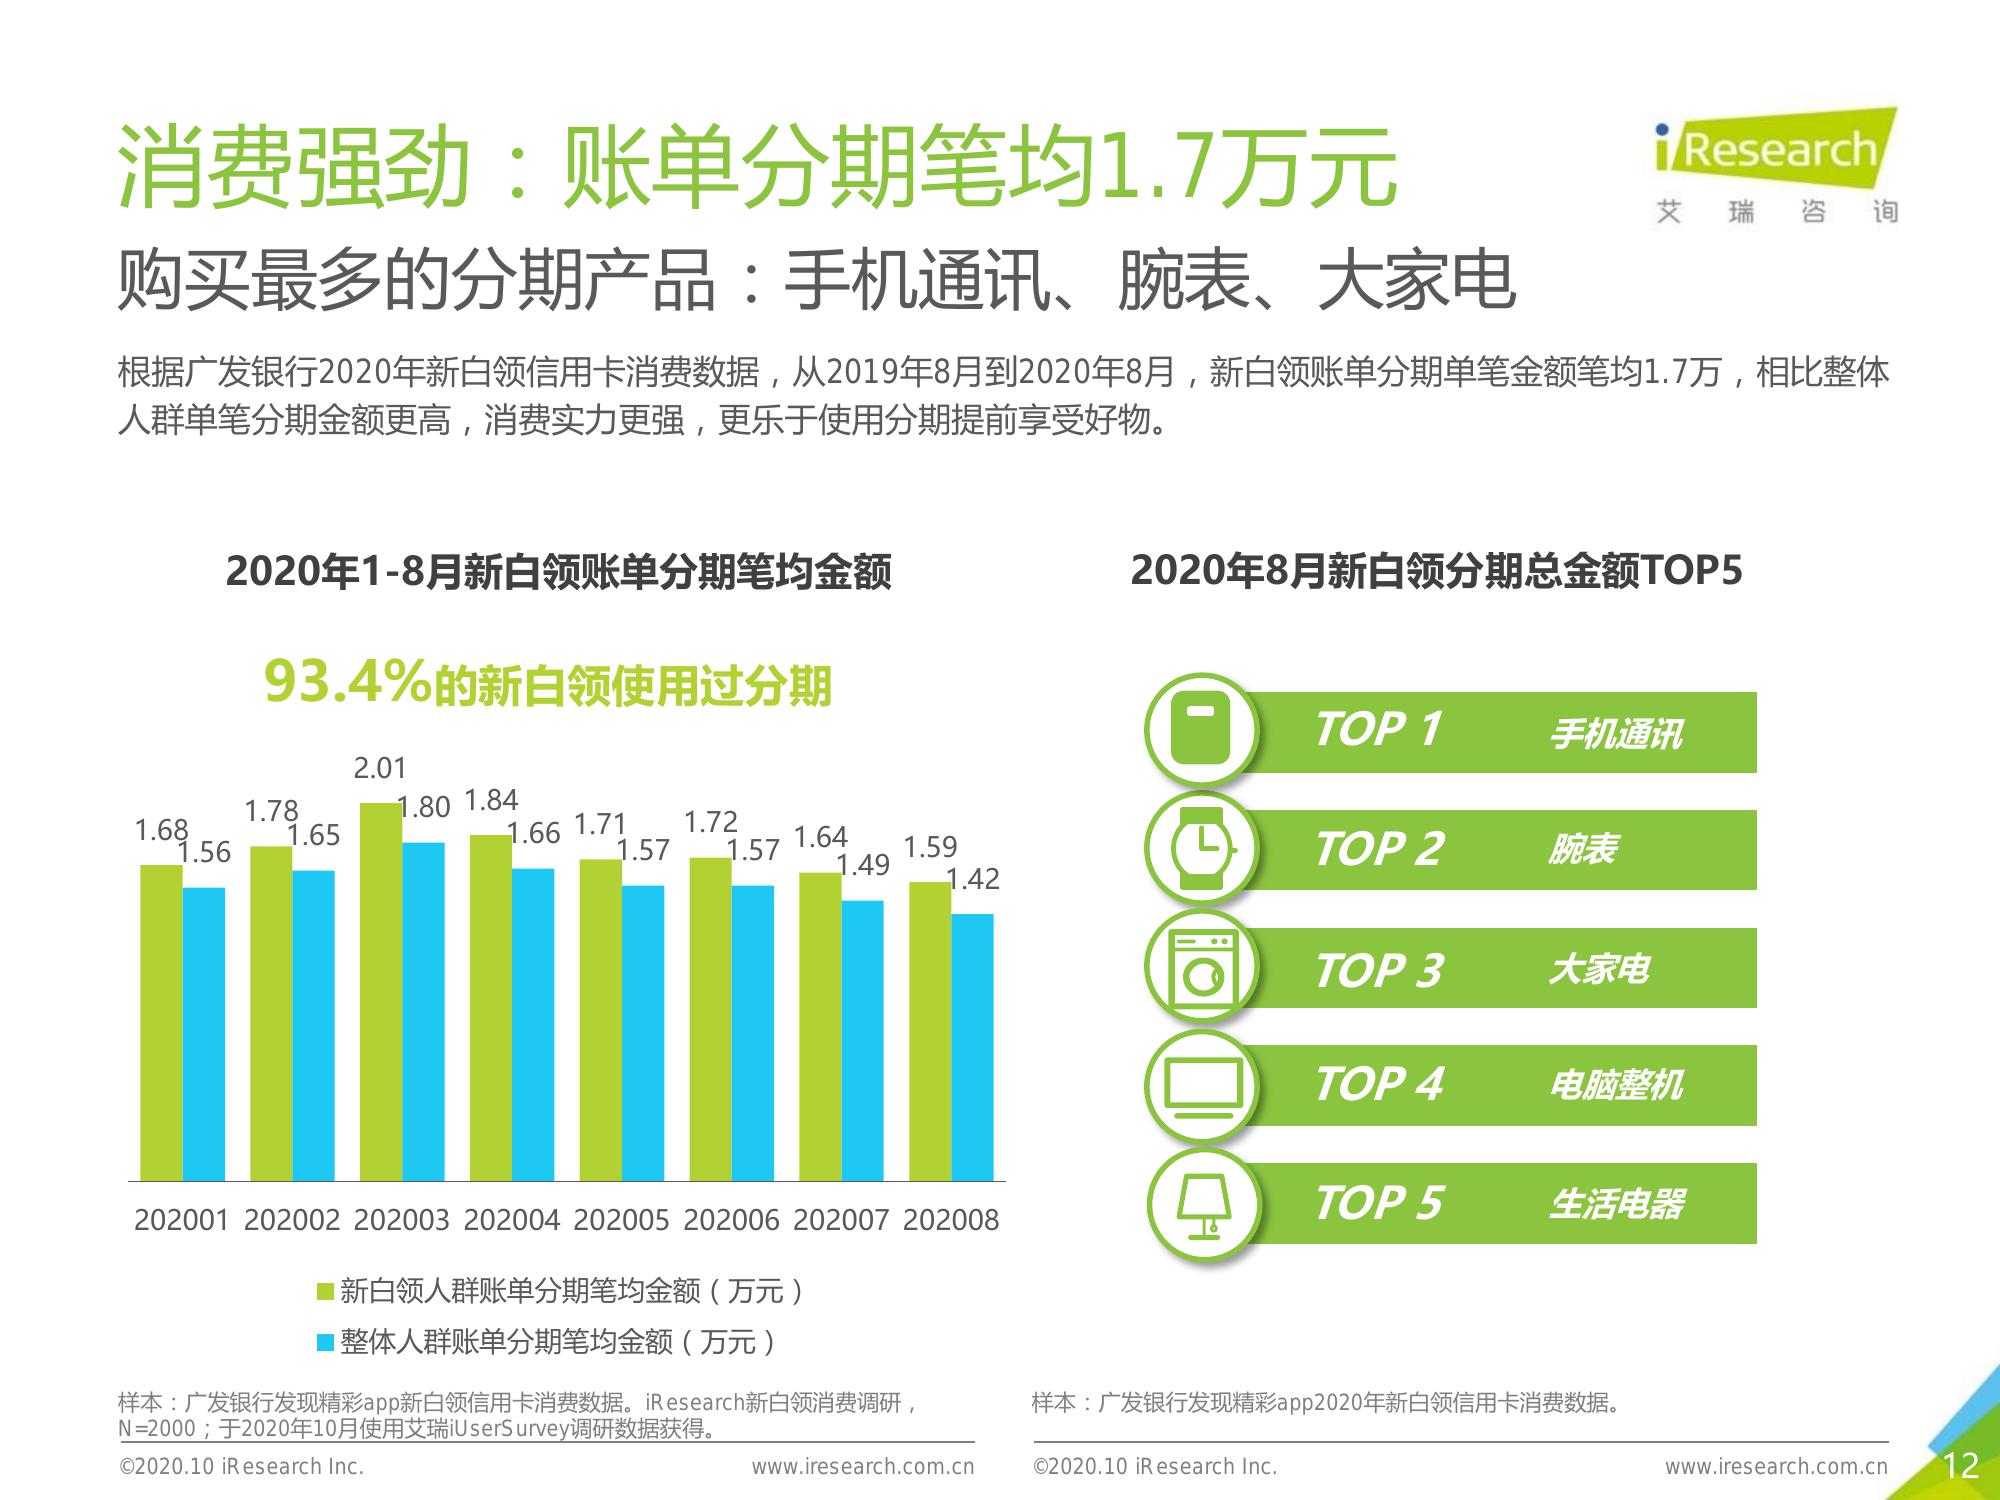 消费强劲：账单分期笔均1.7万元
iResearch
艾瑞咨询
购买最多的分期产品：手机通讯、腕表、大家电
根据广发银行2020年新白领信用卡消费数据，从2019年8月到2020年8月，新白领账单分期单笔金额笔均1.7万，相比整体
人群单笔分期金额更高，消费实力更强，更乐于使用分期提前享受好物。
2020年1-8月新白领账单分期笔均金额
93.4%的新白领使用过分期
1.68 1.56 1.78 1.65 2.01 1.80 1.84 1.66 1.71 1.57 1.72 1.57 1.64 1.49 1.59 1.42
202001 202002 202003 202004 202005 202006 202007 202008
新白领人群账单分期笔均金额（万元）
整体人群账单分期笔均金额（万元）
样本：广发银行发现精彩app新白领信用卡消费数据。iResearch新白领消费调研，
N=2000；于2020年10月使用艾瑞iUserSurvey调研数据获得。
©2020.10 iResearch Inc. www.iresearch.com.cn
2020年8月新白领分期总金额TOP5
TOP 1 手机通讯
TOP 2 腕表
TOP 3 大家电
TOP 4 电脑整机
TOP 5 生活电器
样本：广发银行发现精彩app2020年新白领信用卡消费数据。
©2020.10 iResearch Inc. www.iresearch.com.cn
12